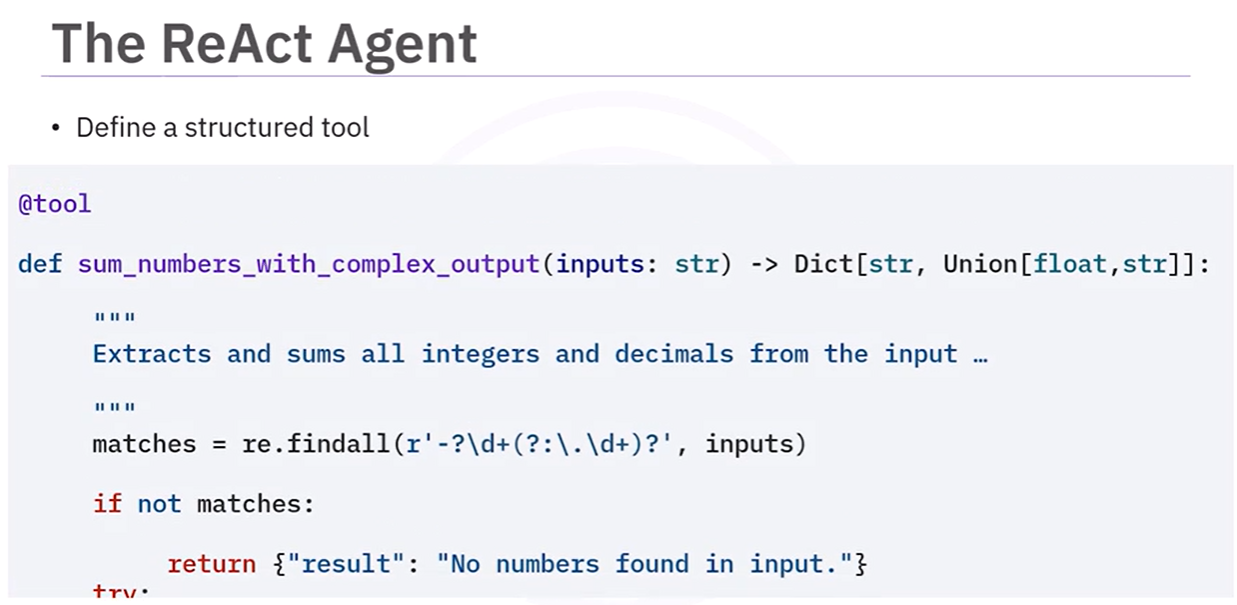 The ReAct Agent
• Define a structured tool
@tool
def sum_numbers_with_complex_output(inputs: str) -> Dict[str, Union[float,str]]:
"""
Extracts and sums all integers and decimals from the input …
"""
matches = re.findall(r'-?\d+(?:\.\d+)?', inputs)
if not matches:
return {"result": "No numbers found in input."}
try: